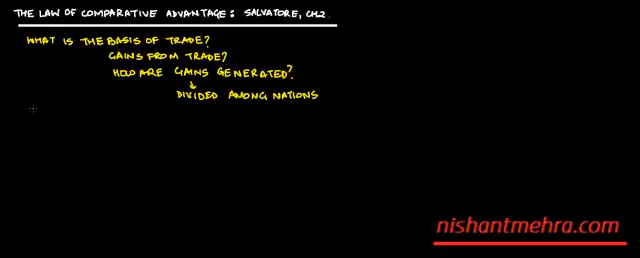 THE LAW OF COMPARATIVE ADVANTAGE: SALVATORE, CH2.
WHAT IS THE BASIS OF TRADE?
GAINS FROM TRADE?
HOW ARE GAINS GENERATED?
DIVIDED AMONG NATIONS
nishantmehra.com